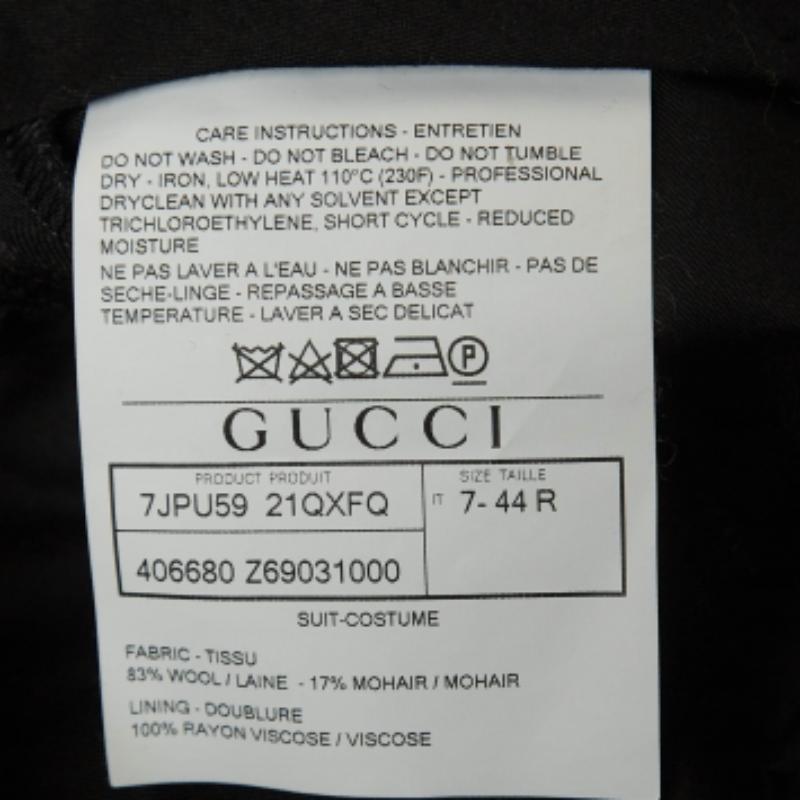 CARE INSTRUCTIONS - ENTRETIEN
DO NOT WASH - DO NOT BLEACH - DO NOT TUMBLE
DRY - IRON, LOW HEAT 110°C (230F) - PROFESSIONAL
DRYCLEAN WITH ANY SOLVENT EXCEPT
TRICHLOROETHYLENE, SHORT CYCLE - REDUCED
MOISTURE
NE PAS LAVER A L'EAU - NE PAS BLANCHIR - PAS DE
SECHE-LINGE - REPASSAGE A BASSE
TEMPERATURE - LAVER A SEC DELICAT
P
GUCCI
PRODUCT PRODUIT
7JPU59 21QXFQ
406680 Z69031000
SIZE TAILLE
IT 7- 44 R
SUIT-COSTUME
FABRIC - TISSU
83% WOOL / LAINE - 17% MOHAIR / MOHAIR
LINING - DOUBLURE
100% RAYON VISCOSE / VISCOSE